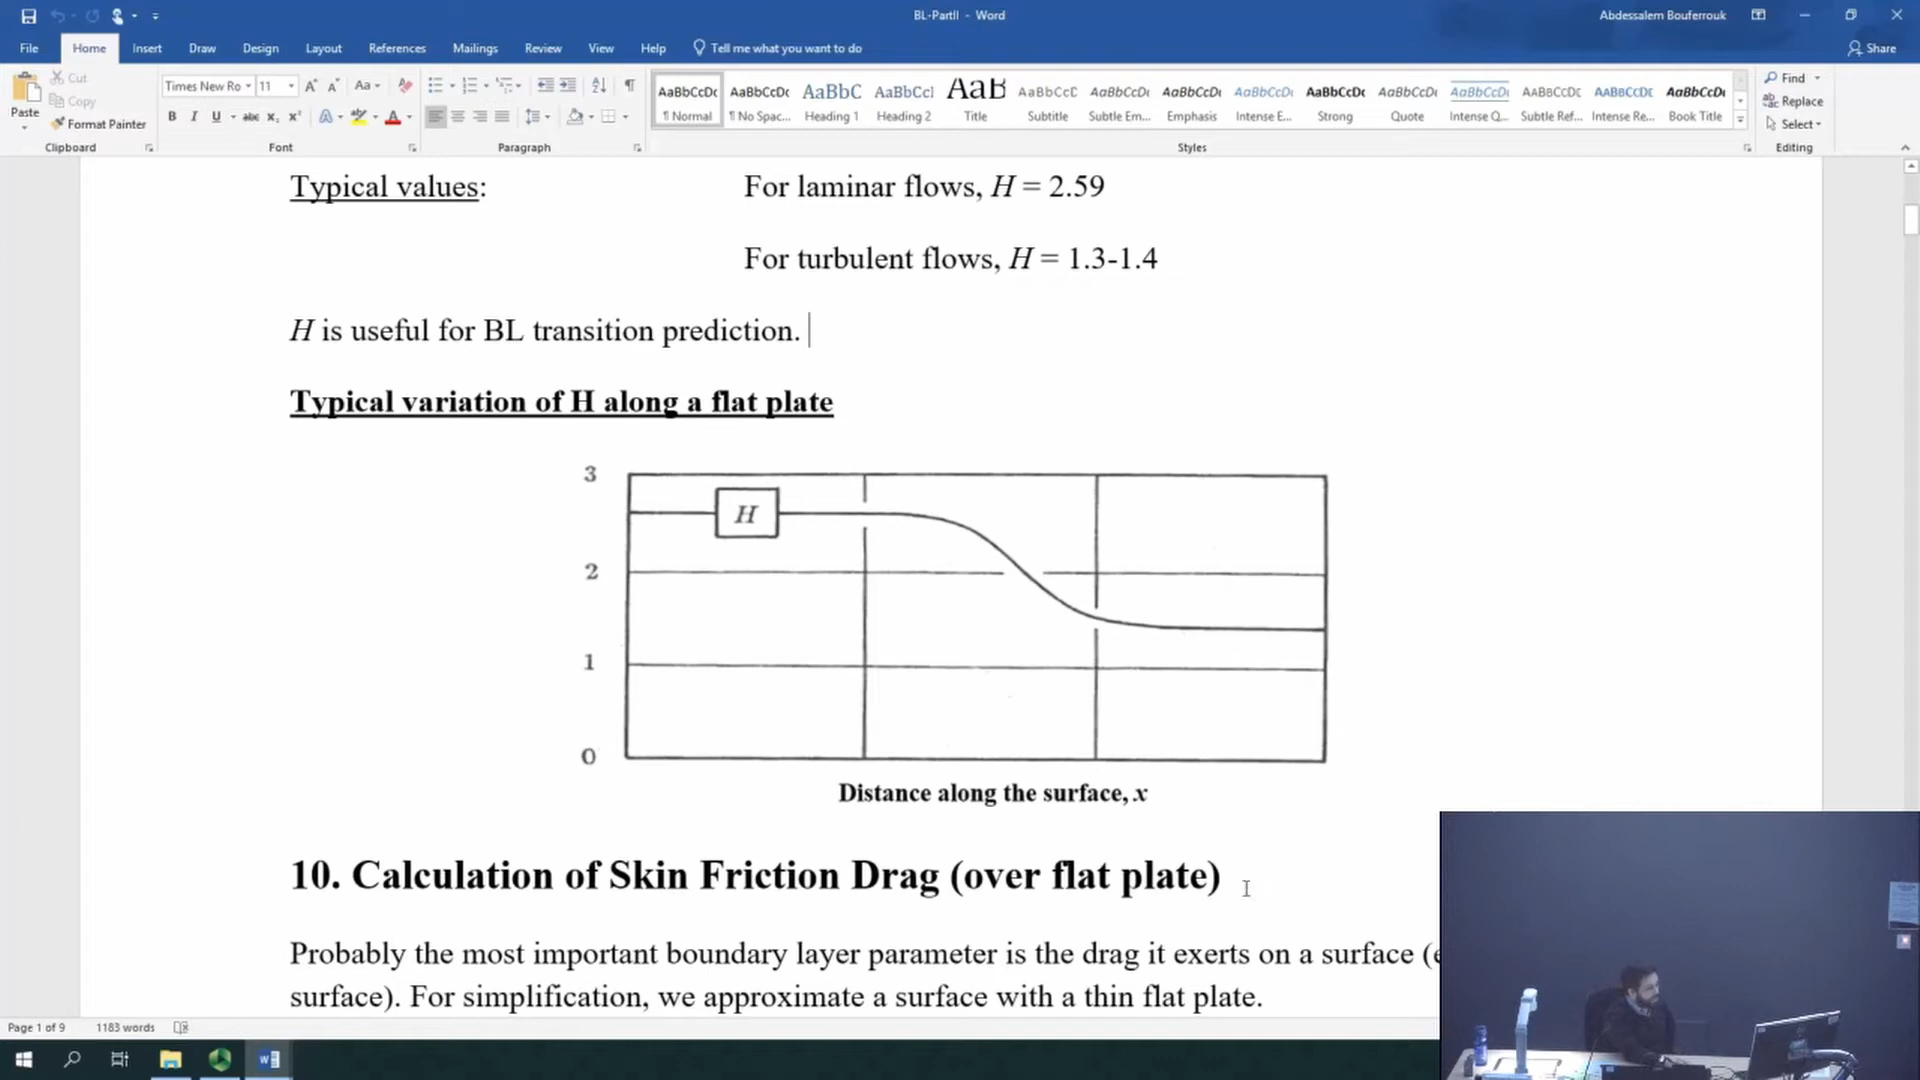 BL-PartII - Word
Abdessalem Bouferrouk
File Home Insert Draw Design Layout References Mailings Review View Help Tell me what you want to do Share
Paste
Cut
Copy
Format Painter
Clipboard
Times New Ro 11
Font
Paragraph
AaBbCcDc ¶ Normal
AaBbCcDc ¶ No Spac...
AaBbC Heading 1
AaBbCcI Heading 2
AaB Title
AaBbCcC Subtitle
AaBbCcDc Subtle Em...
AaBbCcDc Emphasis
AaBbCcDc Intense E...
AaBbCcDc Strong
AaBbCcDc Quote
AaBbCcDc Intense Q...
AABBCCDC Subtle Ref...
AABBCCDC Intense Re...
AaBbCcDc Book Title
Styles
Find
Replace
Select
Editing
Typical values: For laminar flows, H = 2.59
For turbulent flows, H = 1.3-1.4
H is useful for BL transition prediction.
Typical variation of H along a flat plate
3
H
2
1
0
Distance along the surface, x
10. Calculation of Skin Friction Drag (over flat plate)
Probably the most important boundary layer parameter is the drag it exerts on a surface (
surface). For simplification, we approximate a surface with a thin flat plate.
Page 1 of 9 1183 words